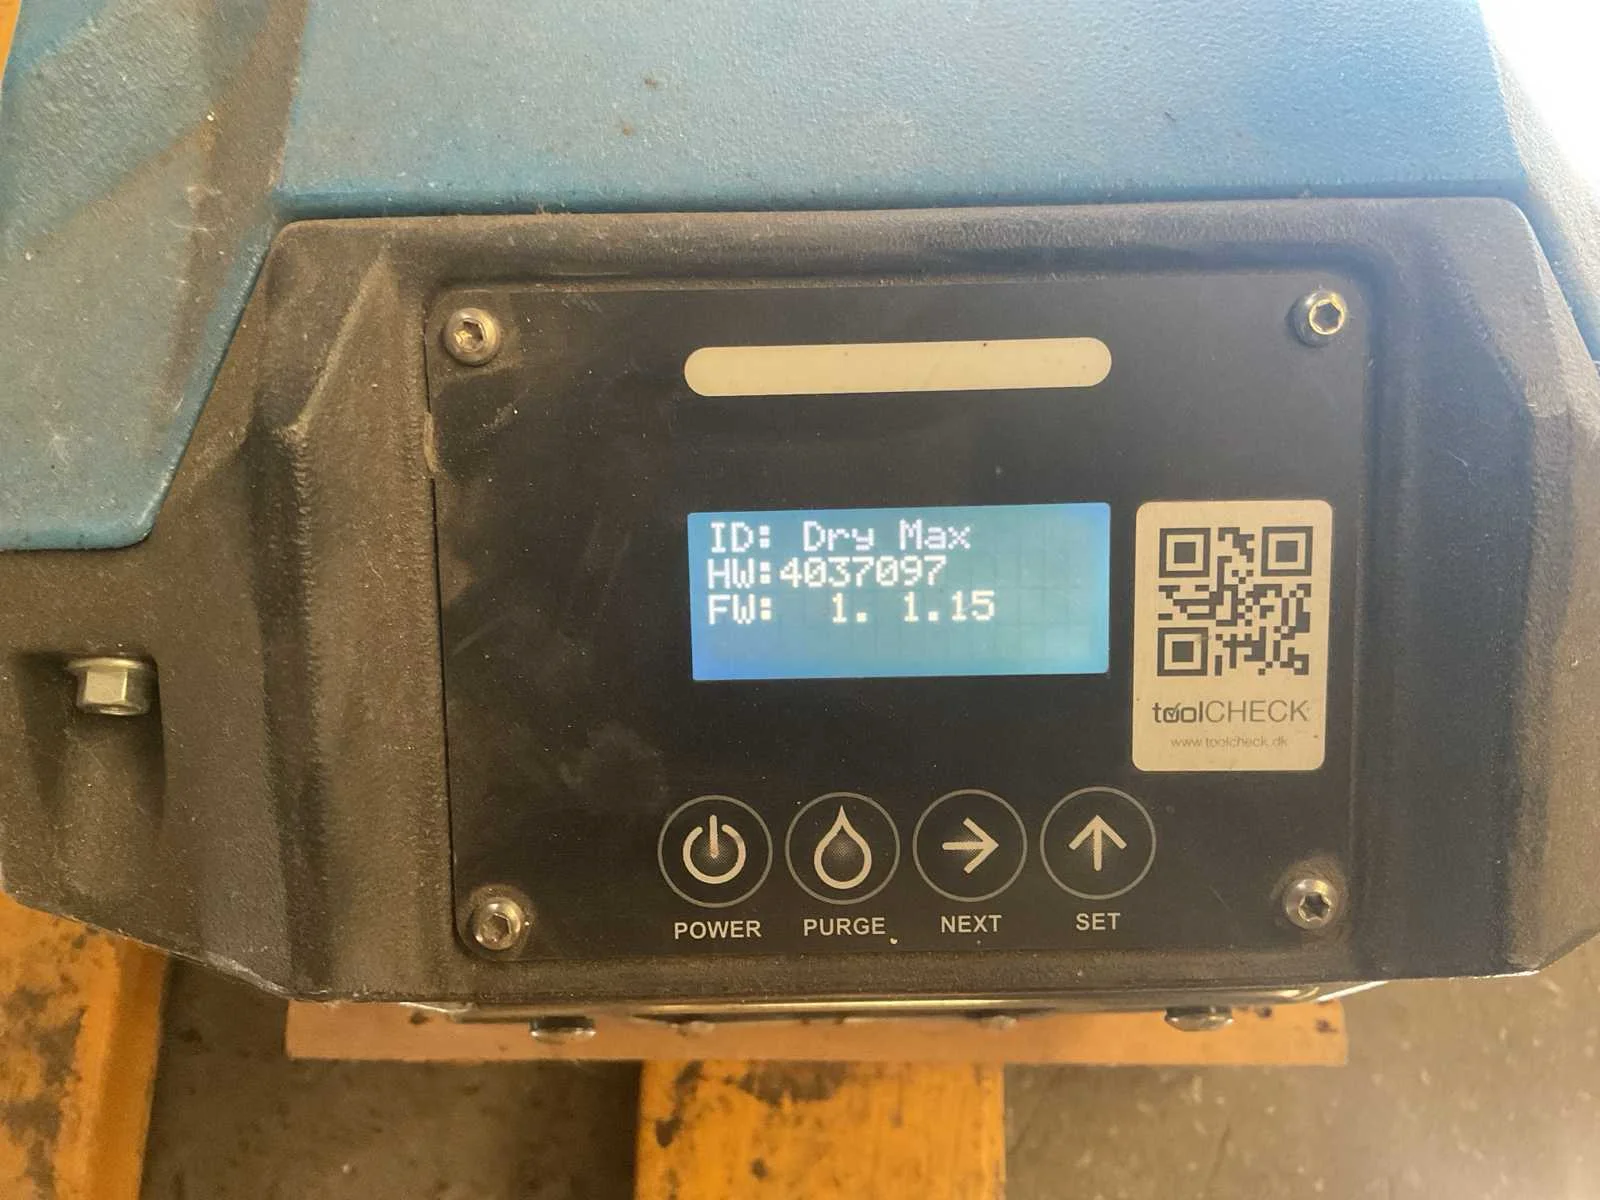 ID: Dry Max
HW:4037097
FW: 1. 1.15
toolCHECK
www.toolcheck.dk
POWER PURGE NEXT SET